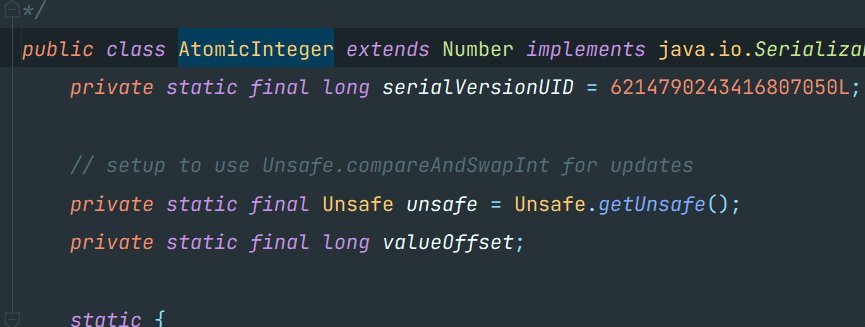 */
public class AtomicInteger extends Number implements java.io.Serializa
private static final long serialVersionUID = 6214790243416807050L;
// setup to use Unsafe.compareAndSwapInt for updates
private static final Unsafe unsafe = Unsafe.getUnsafe();
private static final long valueOffset;
static {